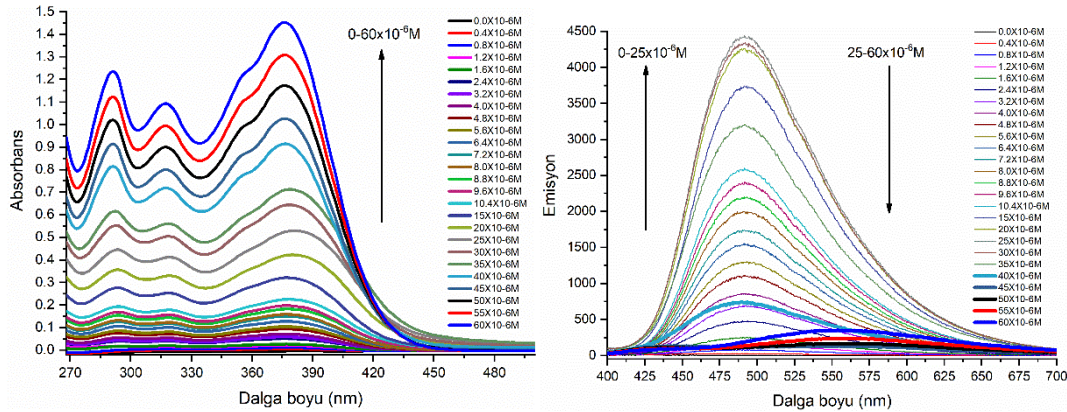 0-60x10⁻⁶M
0.0X10-6M
0.4X10-6M
0.8X10-6M
1.2X10-6M
1.6X10-6M
2.4X10-6M
3.2X10-6M
4.0X10-6M
4.8X10-6M
5.6X10-6M
6.4X10-6M
7.2X10-6M
8.0X10-6M
8.8X10-6M
9.6X10-6M
10.4X10-6M
15X10-6M
20X10-6M
25X10-6M
30X10-6M
35X10-6M
40X10-6M
45X10-6M
50X10-6M
55X10-6M
60X10-6M
Absorbans
1.5
1.4
1.3
1.2
1.1
1.0
0.9
0.8
0.7
0.6
0.5
0.4
0.3
0.2
0.1
0.0
270 300 330 360 390 420 450 480
Dalga boyu (nm)
0-25x10⁻⁶M
25-60x10⁻⁶M
0.0X10-6M
0.4X10-6M
0.8X10-6M
1.2X10-6M
1.6X10-6M
2.4X10-6M
3.2X10-6M
4.0X10-6M
4.8X10-6M
5.6X10-6M
6.4X10-6M
7.2X10-6M
8.0X10-6M
8.8X10-6M
9.6X10-6M
10.4X10-6M
15X10-6M
20X10-6M
25X10-6M
30X10-6M
35X10-6M
40X10-6M
45X10-6M
50X10-6M
55X10-6M
60X10-6M
Emisyon
4500
4000
3500
3000
2500
2000
1500
1000
500
0
400 425 450 475 500 525 550 575 600 625 650 675 700
Dalga boyu (nm)